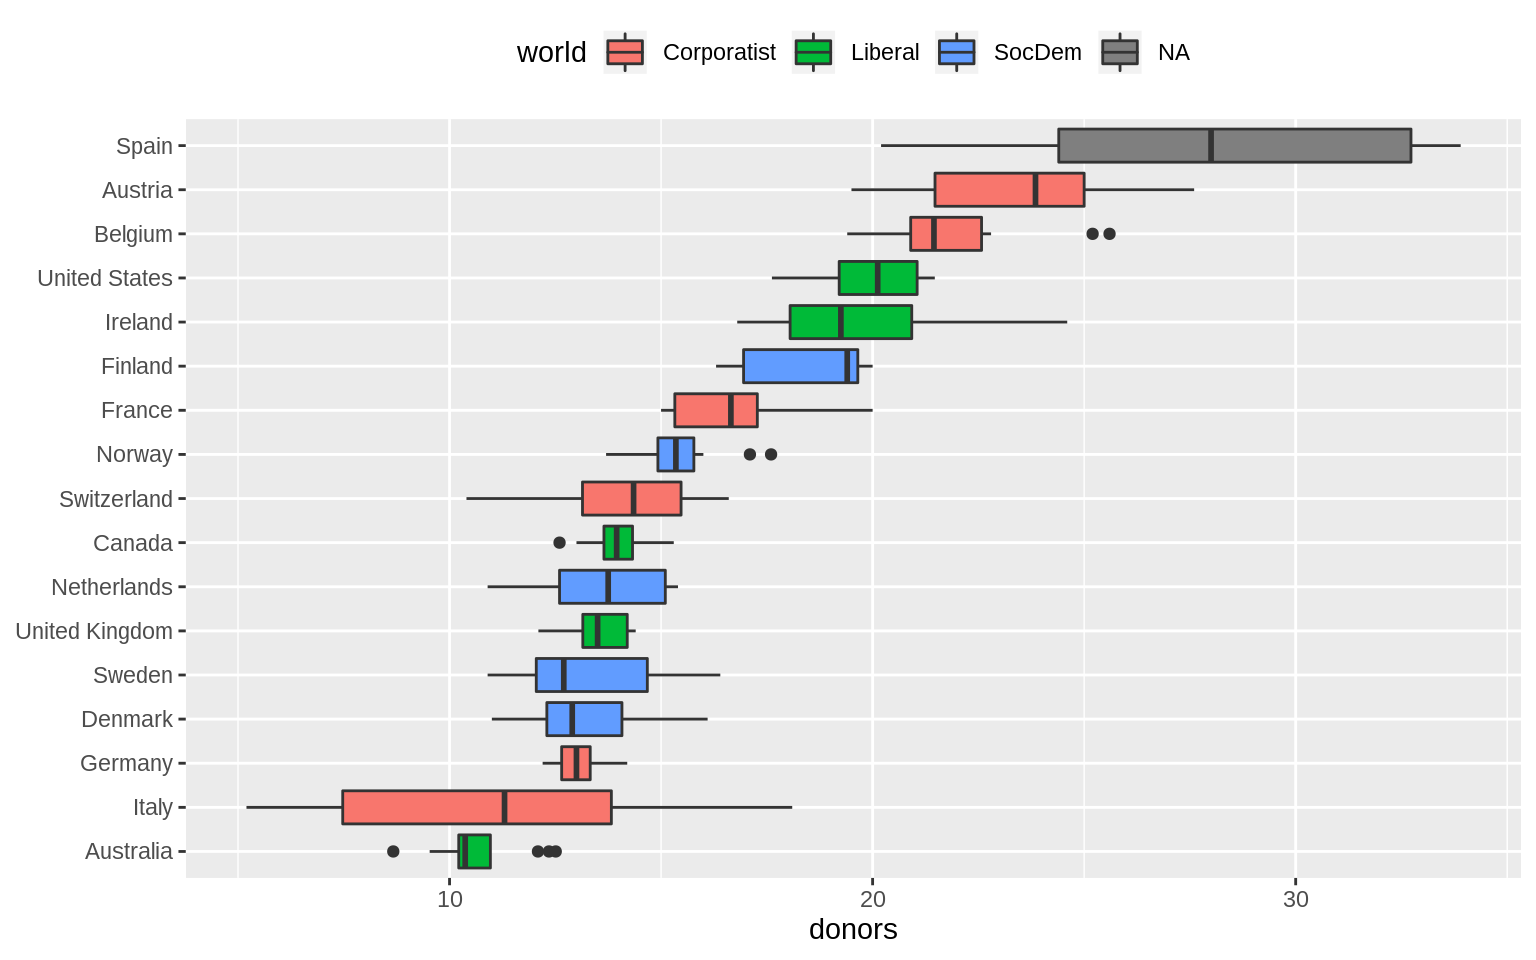 world Corporatist Liberal SocDem NA
Spain
Austria
Belgium
United States
Ireland
Finland
France
Norway
Switzerland
Canada
Netherlands
United Kingdom
Sweden
Denmark
Germany
Italy
Australia
10 20 30
donors